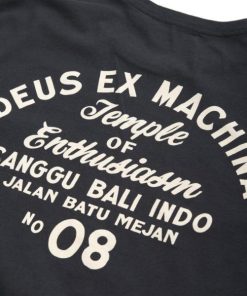 DEUS EX MACHINA
Temple
OF
Enthusiasm
CANGGU BALI INDO
JALAN BATU MEJAN
No 08